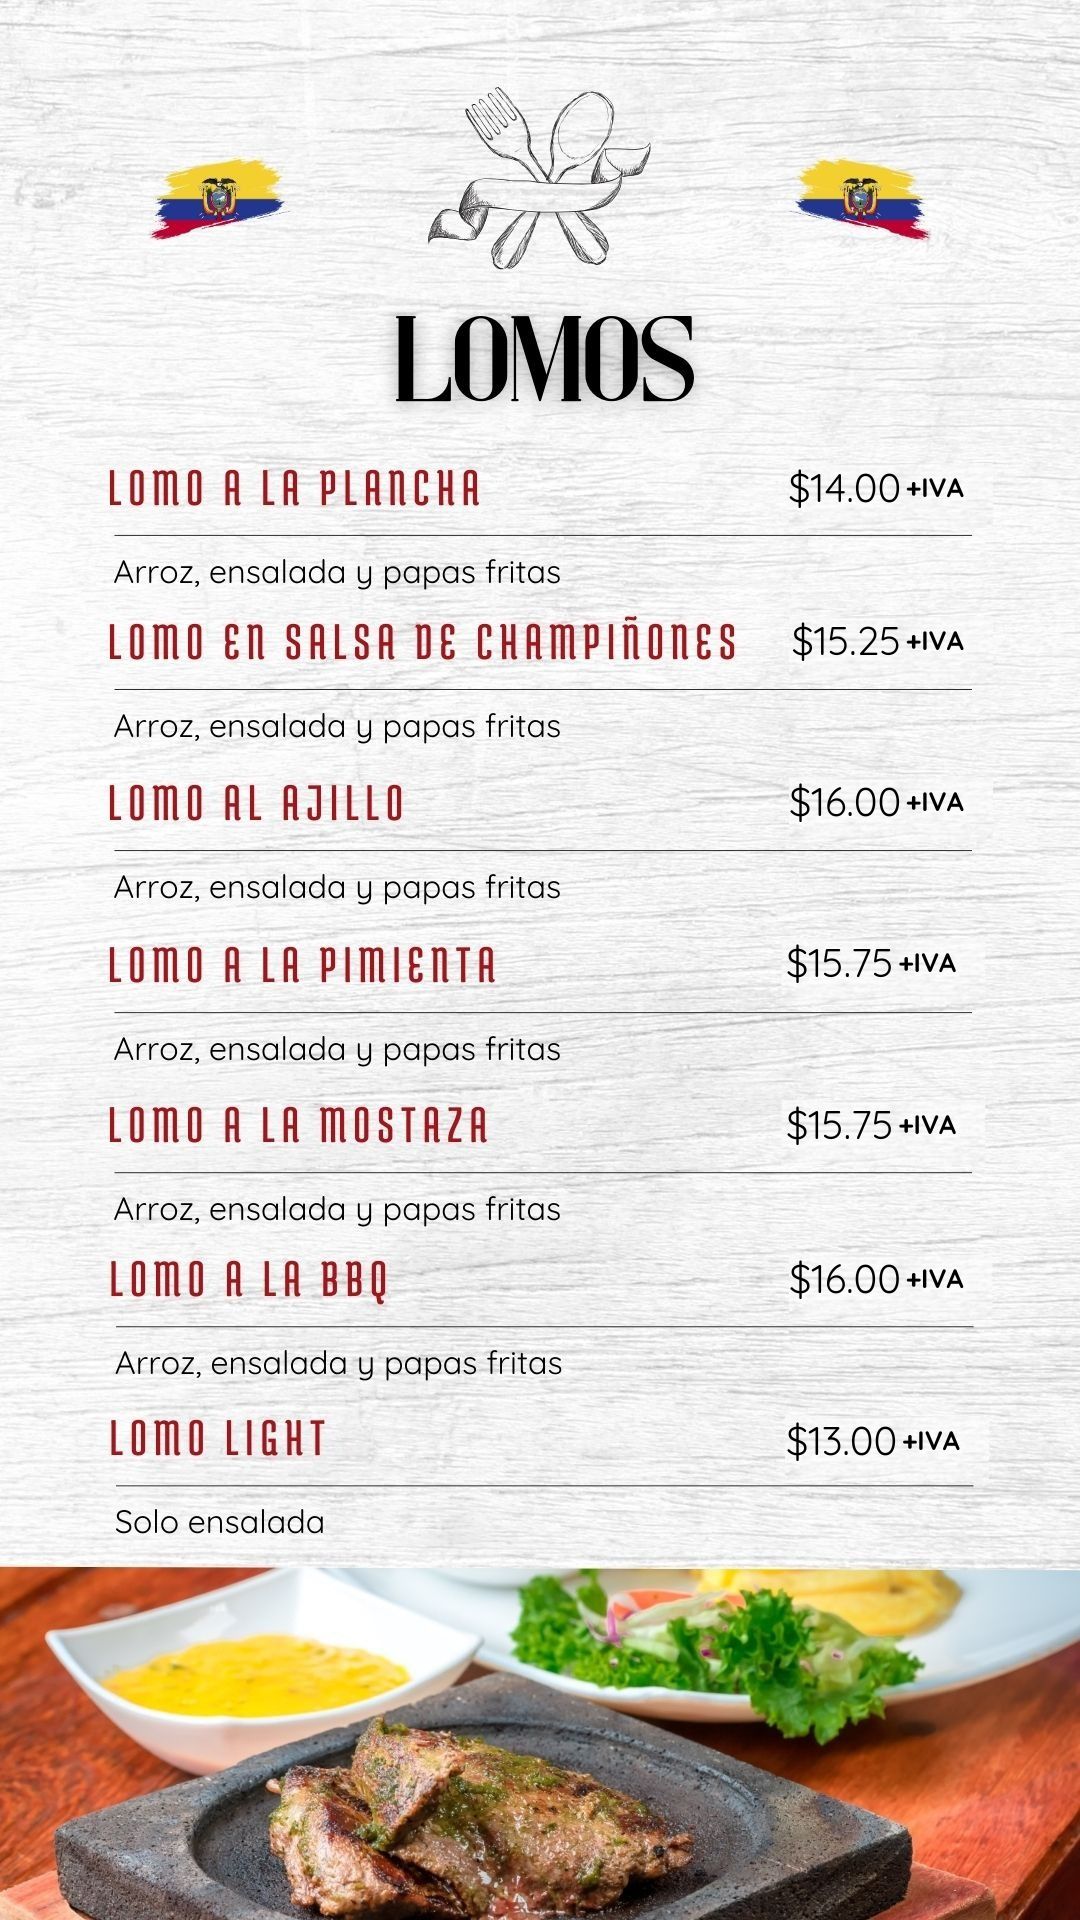 LOMOS
LOMO A LA PLANCHA $14.00 +IVA
Arroz, ensalada y papas fritas
LOMO EN SALSA DE CHAMPIÑONES $15.25 +IVA
Arroz, ensalada y papas fritas
LOMO AL AJILLO $16.00 +IVA
Arroz, ensalada y papas fritas
LOMO A LA PIMIENTA $15.75 +IVA
Arroz, ensalada y papas fritas
LOMO A LA MOSTAZA $15.75 +IVA
Arroz, ensalada y papas fritas
LOMO A LA BBQ $16.00 +IVA
Arroz, ensalada y papas fritas
LOMO LIGHT $13.00 +IVA
Solo ensalada